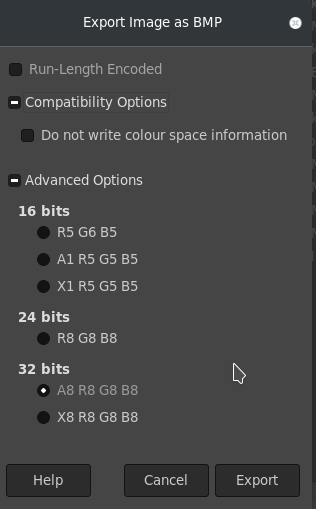 Export Image as BMP
Run-Length Encoded
Compatibility Options
Do not write colour space information
Advanced Options
16 bits
R5 G6 B5
A1 R5 G5 B5
X1 R5 G5 B5
24 bits
R8 G8 B8
32 bits
A8 R8 G8 B8
X8 R8 G8 B8
Help Cancel Export